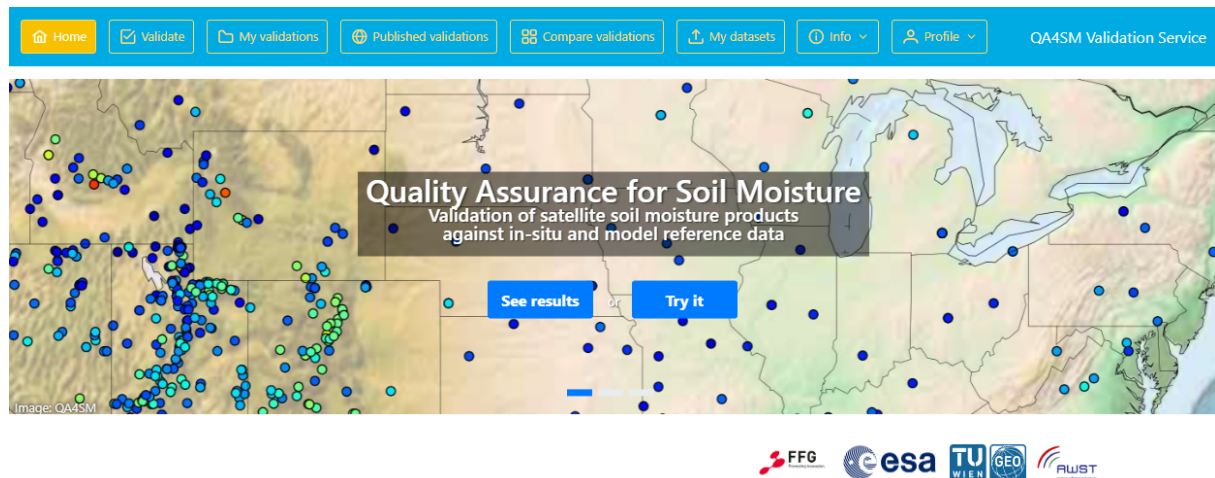 Home
Validate
My validations
Published validations
Compare validations
My datasets
Info
Profile
QA4SM Validation Service
Quality Assurance for Soil Moisture
Validation of satellite soil moisture products
against in-situ and model reference data
See results
or
Try it
Image: QA4SM
FFG
esa
TU
WIEN
GEO
AWST